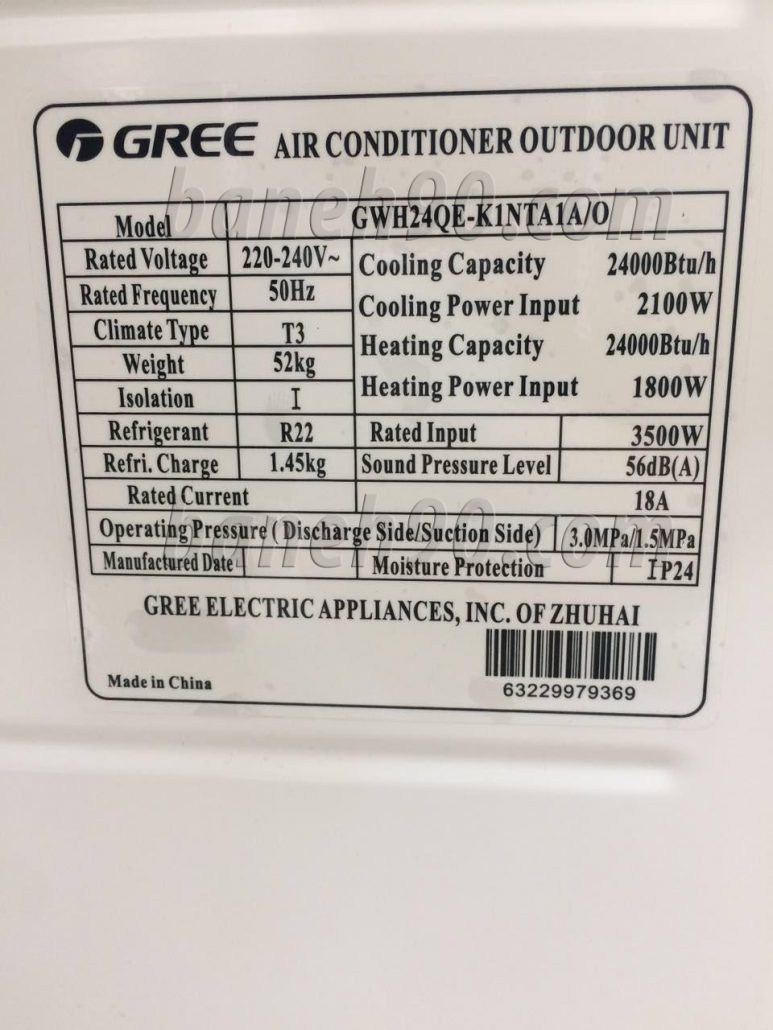 GREE AIR CONDITIONER OUTDOOR UNIT
baneh90.com
Model GWH24QE-K1NTA1A/O
Rated Voltage 220-240V~ Cooling Capacity 24000Btu/h
Rated Frequency 50Hz Cooling Power Input 2100W
Climate Type T3 Heating Capacity 24000Btu/h
Weight 52kg Heating Power Input 1800W
Isolation I
Refrigerant R22 Rated Input 3500W
Refri. Charge 1.45kg Sound Pressure Level 56dB(A)
Rated Current 18A
baneh90.com
Operating Pressure ( Discharge Side/Suction Side) 3.0MPa/1.5MPa
Manufactured Date Moisture Protection IP24
GREE ELECTRIC APPLIANCES, INC. OF ZHUHAI
Made in China
63229979369